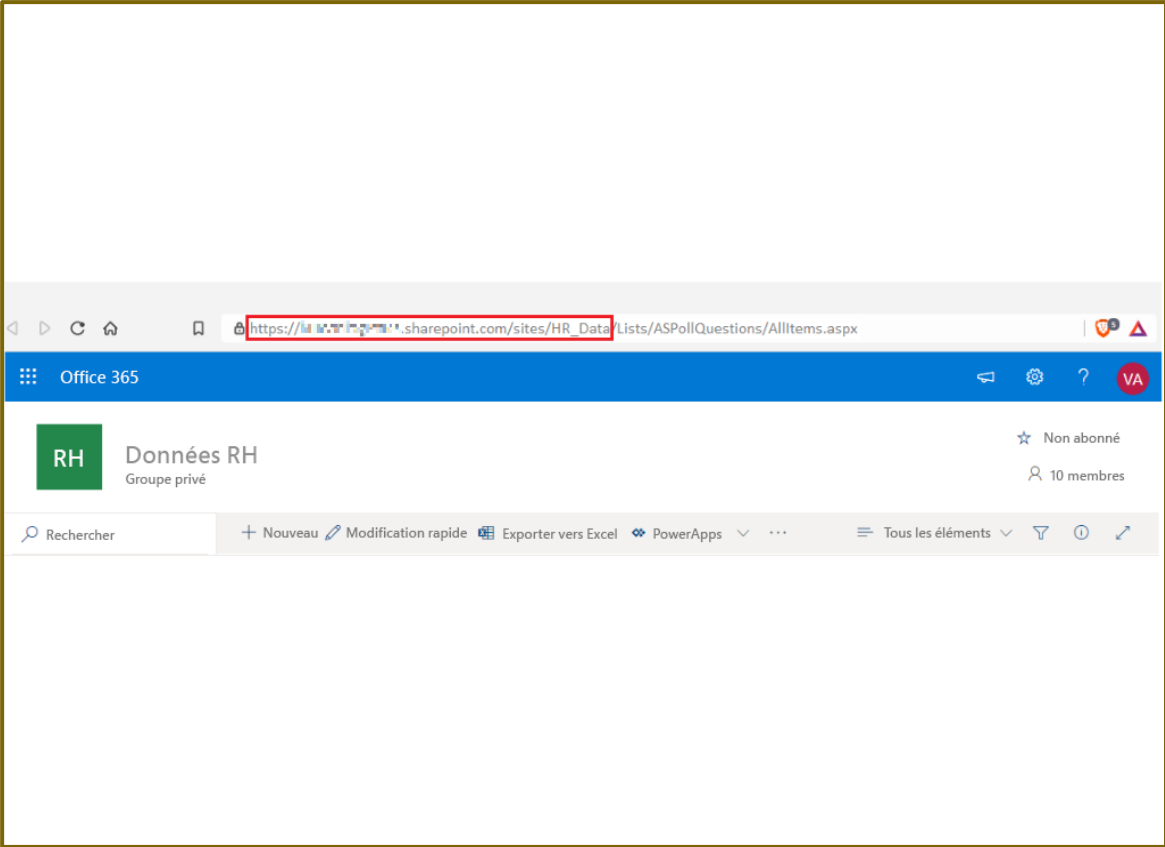 https:// .sharepoint.com/sites/HR_Data/Lists/ASPollQuestions/AllItems.aspx 5
Office 365 ? VA
RH Données RH
Groupe privé
Non abonné
10 membres
Rechercher + Nouveau Modification rapide Exporter vers Excel PowerApps ... Tous les éléments